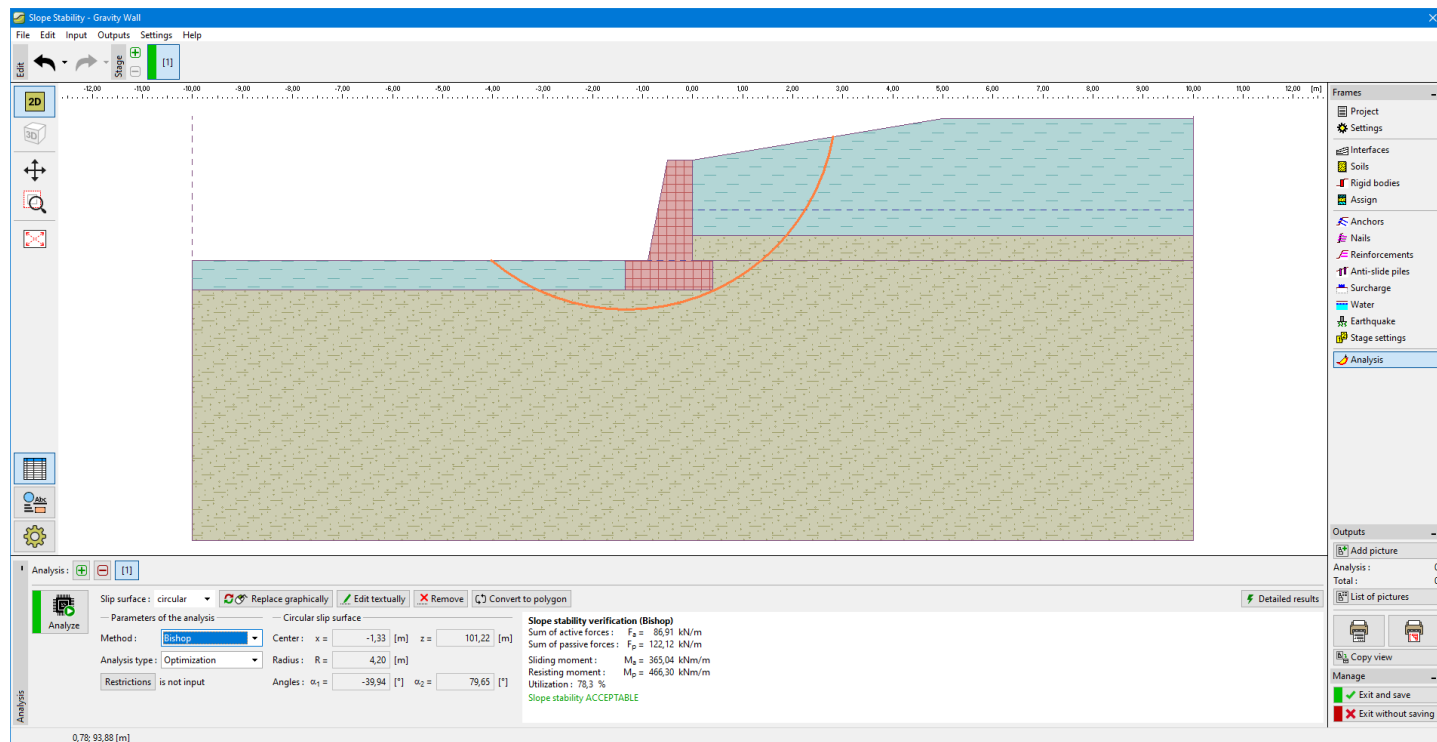 Slope Stability - Gravity Wall
File Edit Input Outputs Settings Help
Edit
Stage
[1]
2D
3D
-12,00 -11,00 -10,00 -9,00 -8,00 -7,00 -6,00 -5,00 -4,00 -3,00 -2,00 -1,00 0,00 1,00 2,00 3,00 4,00 5,00 6,00 7,00 8,00 9,00 10,00 11,00 12,00 [m]
Frames
Project
Settings
Interfaces
Soils
Rigid bodies
Assign
Anchors
Nails
Reinforcements
Anti-slide piles
Surcharge
Water
Earthquake
Stage settings
Analysis
Abc
Analysis : [1]
Analyze
Slip surface : circular Replace graphically Edit textually Remove Convert to polygon Detailed results
Parameters of the analysis
Method : Bishop
Analysis type : Optimization
Restrictions is not input
Circular slip surface
Center : x = -1,33 [m] z = 101,22 [m]
Radius : R = 4,20 [m]
Angles : α1 = -39,94 [°] α2 = 79,65 [°]
Slope stability verification (Bishop)
Sum of active forces : Fa = 86,91 kN/m
Sum of passive forces : Fp = 122,12 kN/m
Sliding moment : Ma = 365,04 kNm/m
Resisting moment : Mp = 466,30 kNm/m
Utilization : 78,3 %
Slope stability ACCEPTABLE
Analysis
Outputs
Add picture
Analysis : 0
Total : 0
List of pictures
Copy view
Manage
Exit and save
Exit without saving
0,78; 93,88 [m]